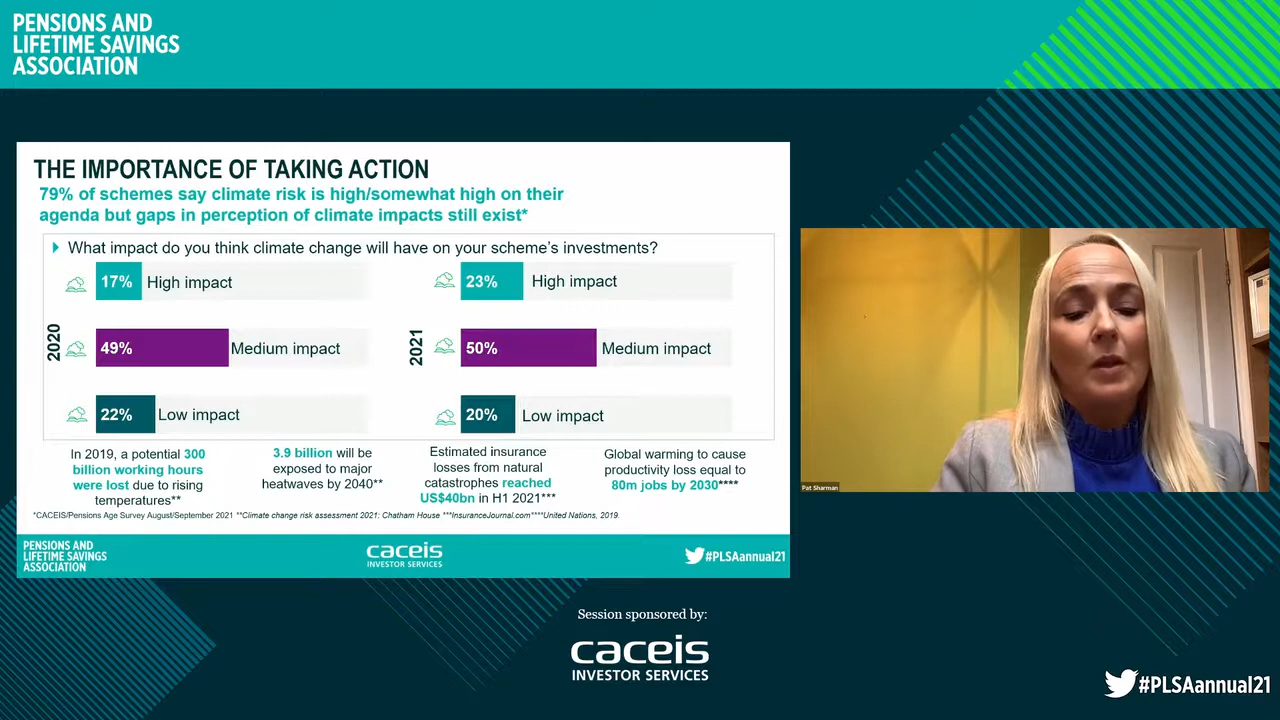 PENSIONS AND
LIFETIME SAVINGS
ASSOCIATION
THE IMPORTANCE OF TAKING ACTION
79% of schemes say climate risk is high/somewhat high on their
agenda but gaps in perception of climate impacts still exist*
What impact do you think climate change will have on your scheme's investments?
2020
17% High impact
49% Medium impact
22% Low impact
2021
23% High impact
50% Medium impact
20% Low impact
In 2019, a potential 300
billion working hours
were lost due to rising
temperatures**
3.9 billion will be
exposed to major
heatwaves by 2040**
Estimated insurance
losses from natural
catastrophes reached
US$40bn in H1 2021***
Global warming to cause
productivity loss equal to
80m jobs by 2030****
*CACEIS/Pensions Age Survey August/September 2021 **Climate change risk assessment 2021: Chatham House ***InsuranceJournal.com****United Nations, 2019.
PENSIONS AND
LIFETIME SAVINGS
ASSOCIATION
caceis
INVESTOR SERVICES
#PLSAannual21
Pat Sharman
Session sponsored by:
caceis
INVESTOR SERVICES
#PLSAannual21